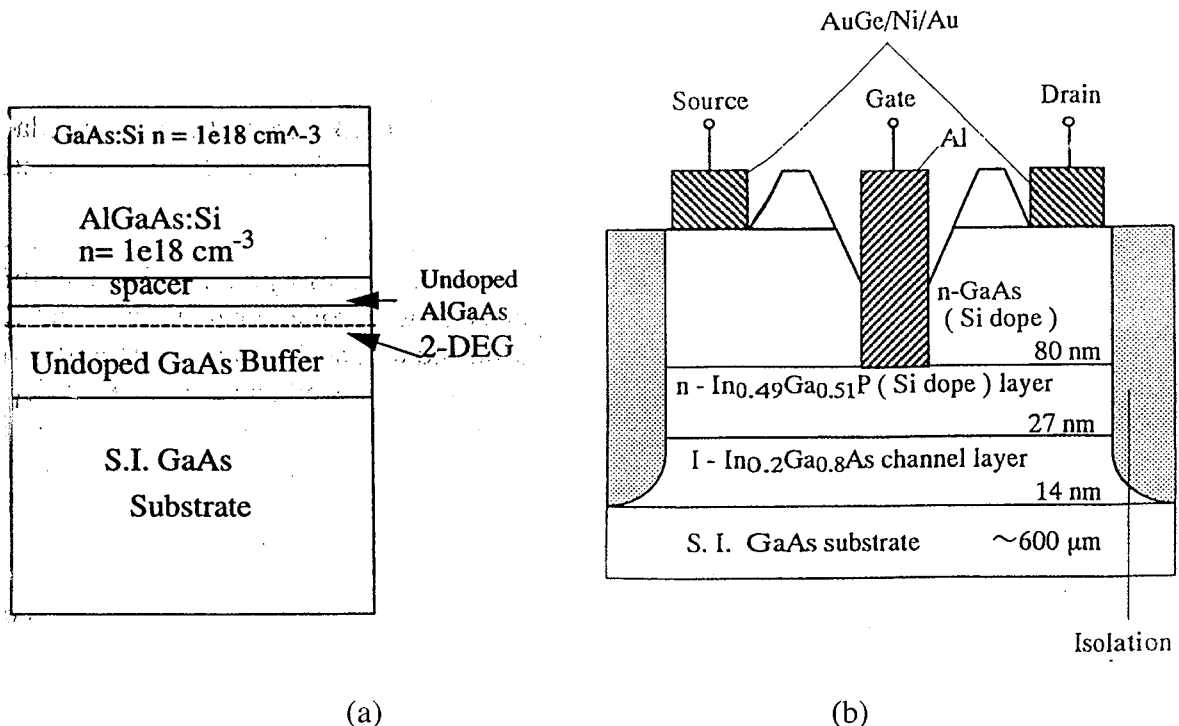 GaAs:Si n = 1e18 cm^-3
AlGaAs:Si
n= 1e18 cm-3
spacer
Undoped
AlGaAs
2-DEG
Undoped GaAs Buffer
S.I. GaAs
Substrate
(a)
AuGe/Ni/Au
Source
Gate
Drain
Al
n-GaAs
( Si dope )
80 nm
n - In0.49Ga0.51P ( Si dope ) layer
27 nm
I - In0.2Ga0.8As channel layer
14 nm
S. I. GaAs substrate ~600 µm
Isolation
(b)